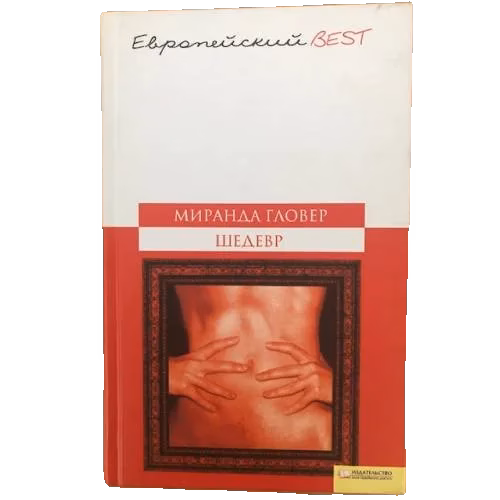 Европейский BEST
МИРАНДА ГЛОВЕР
ШЕДЕВР
ИЗДАТЕЛЬСТВО